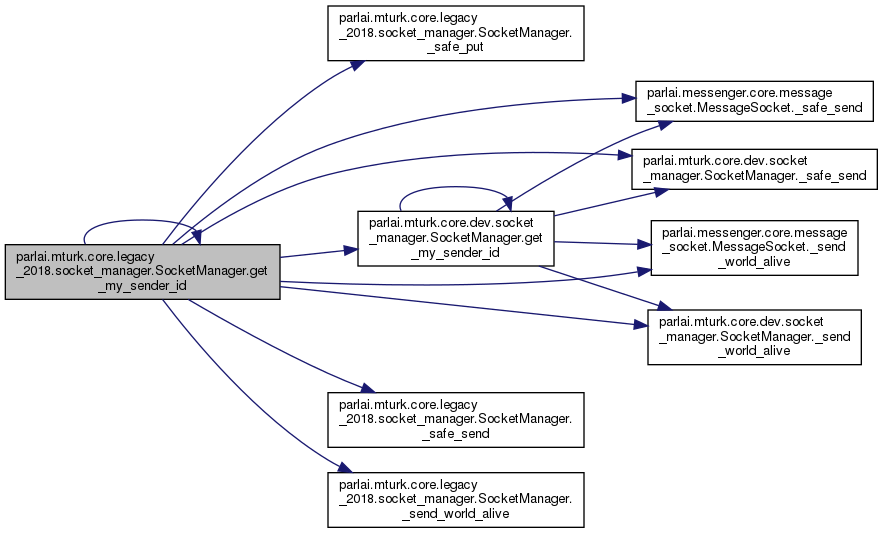 parlai.mturk.core.legacy
_2018.socket_manager.SocketManager.
_safe_put
parlai.messenger.core.message
_socket.MessageSocket._safe_send
parlai.mturk.core.dev.socket
_manager.SocketManager._safe_send
parlai.mturk.core.dev.socket
_manager.SocketManager.get
_my_sender_id
parlai.messenger.core.message
_socket.MessageSocket._send
_world_alive
parlai.mturk.core.legacy
_2018.socket_manager.SocketManager.get
_my_sender_id
parlai.mturk.core.dev.socket
_manager.SocketManager._send
_world_alive
parlai.mturk.core.legacy
_2018.socket_manager.SocketManager.
_safe_send
parlai.mturk.core.legacy
_2018.socket_manager.SocketManager.
_send_world_alive